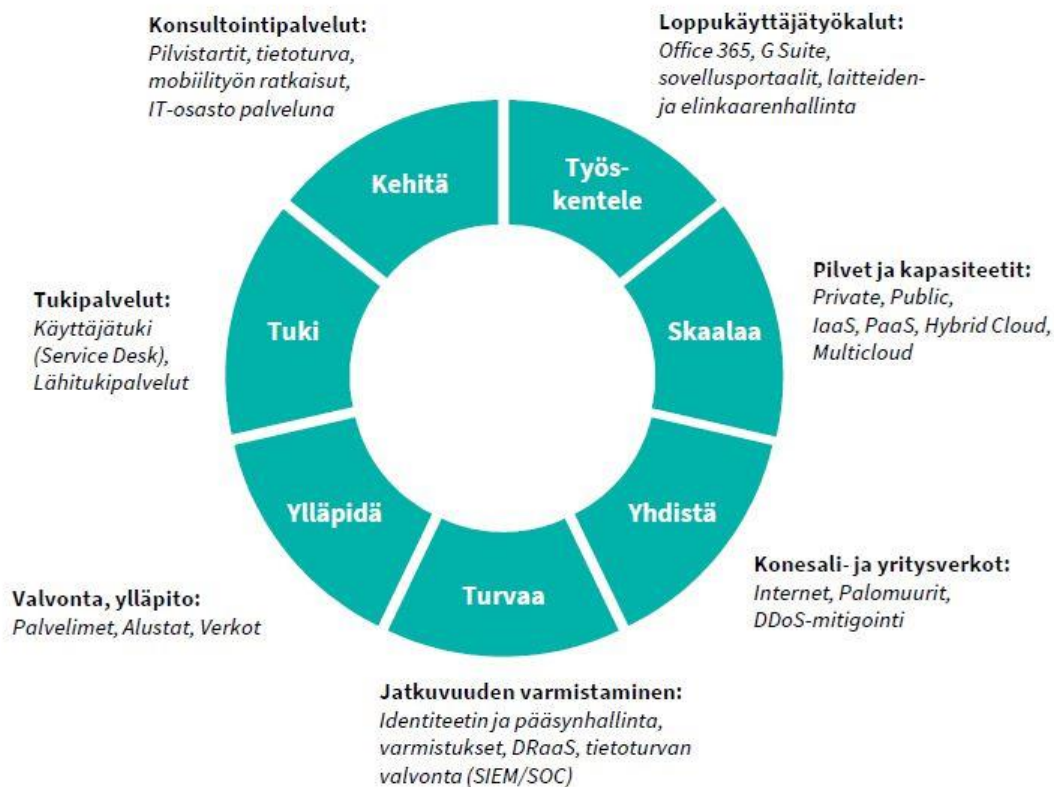 Konsultointipalvelut:
Pilvistartit, tietoturva,
mobiilityön ratkaisut,
IT-osasto palveluna
Loppukäyttäjätyökalut:
Office 365, G Suite,
sovellusportaalit, laitteiden-
ja elinkaarenhallinta
Kehitä
Työs-
kentele
Tukipalvelut:
Käyttäjätuki
(Service Desk),
Lähitukipalvelut
Tuki
Skaalaa
Pilvet ja kapasiteetit:
Private, Public,
IaaS, PaaS, Hybrid Cloud,
Multicloud
Ylläpidä
Yhdistä
Turvaa
Valvonta, ylläpito:
Palvelimet, Alustat, Verkot
Konesali- ja yritysverkot:
Internet, Palomuurit,
DDoS-mitigointi
Jatkuvuuden varmistaminen:
Identiteetin ja pääsynhallinta,
varmistukset, DRaaS, tietoturvan
valvonta (SIEM/SOC)